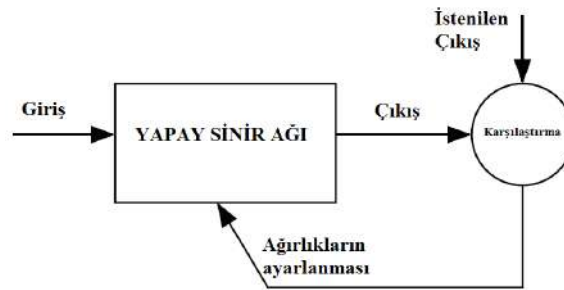 İstenilen
Çıkış
Giriş
YAPAY SİNİR AĞI
Çıkış
Karşılaştırma
Ağırlıkların
ayarlanması